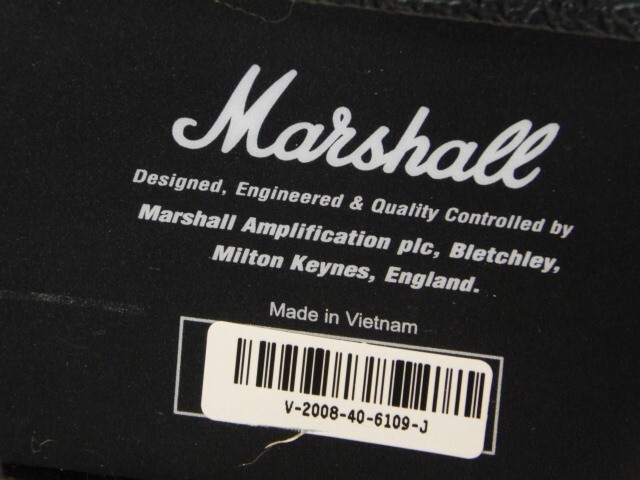 Marshall
Designed, Engineered & Quality Controlled by
Marshall Amplification plc, Bletchley,
Milton Keynes, England.
Made in Vietnam
V-2008-40-6109-J